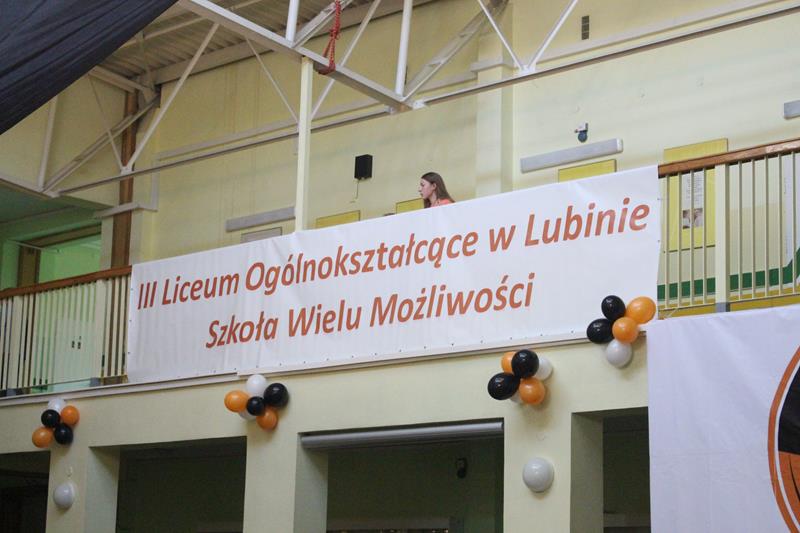 III Liceum Ogólnokształcące w Lubinie
Szkoła Wielu Możliwości